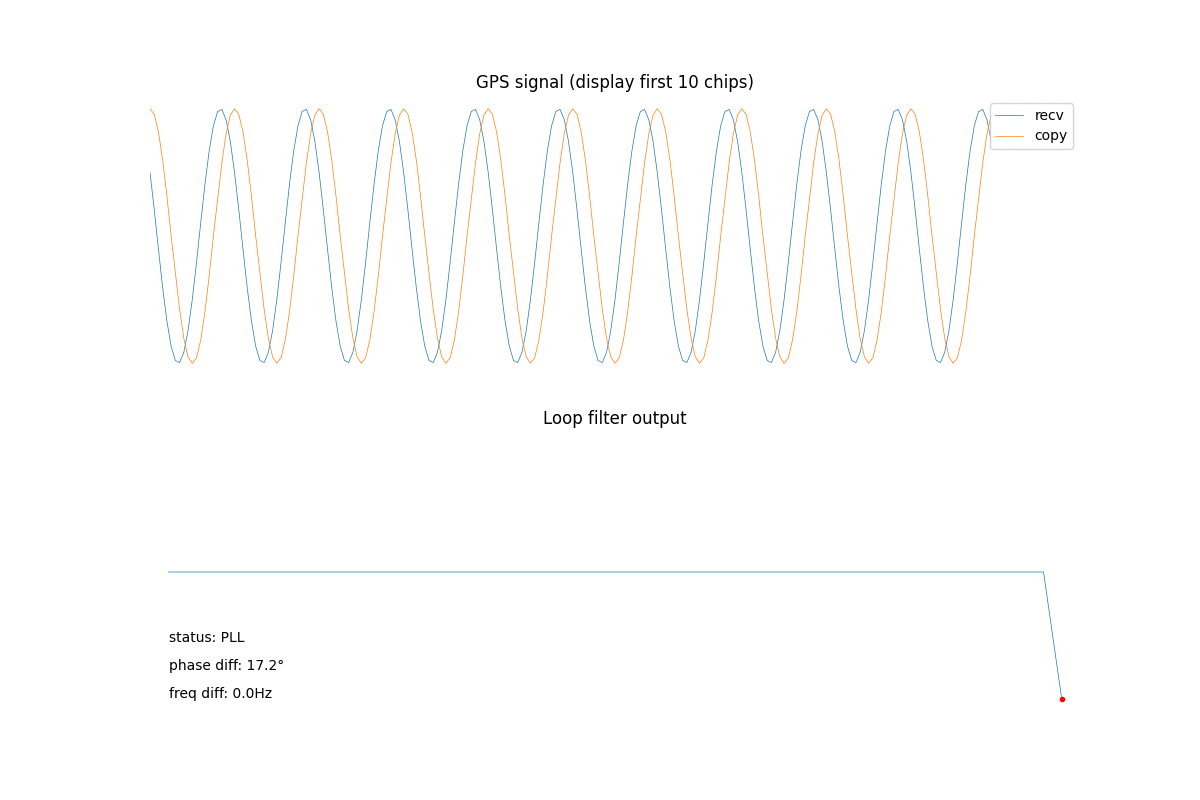 GPS signal (display first 10 chips)
recv
copy
Loop filter output
status: PLL
phase diff: 17.2°
freq diff: 0.0Hz